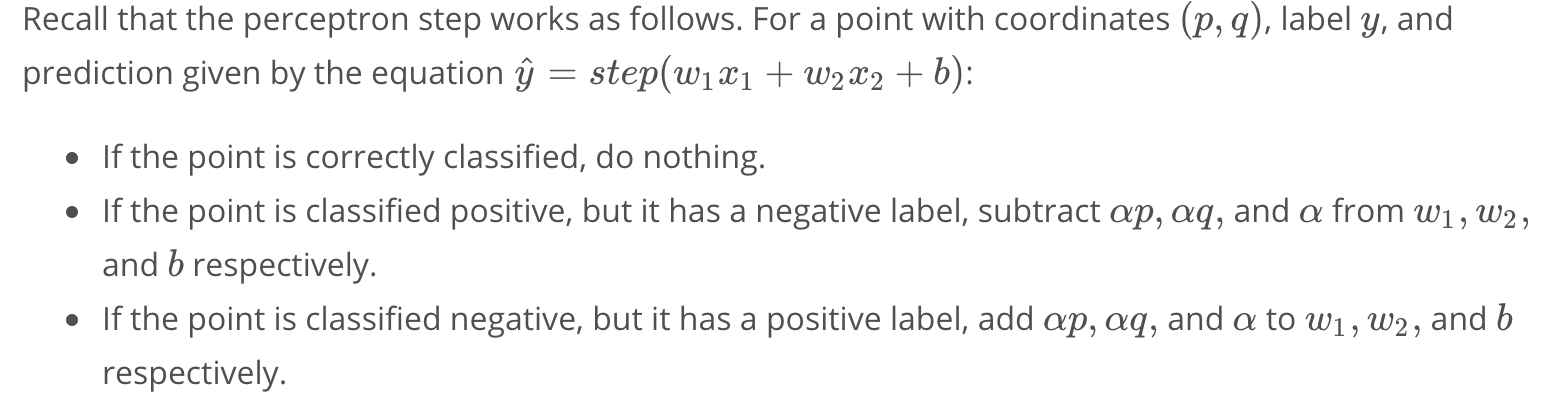 Recall that the perceptron step works as follows. For a point with coordinates (p, q), label y, and
prediction given by the equation ŷ = step(w₁x₁ + w₂x₂ + b):
• If the point is correctly classified, do nothing.
• If the point is classified positive, but it has a negative label, subtract αp, αq, and α from w₁, w₂,
and b respectively.
• If the point is classified negative, but it has a positive label, add αp, αq, and α to w₁, w₂, and b
respectively.